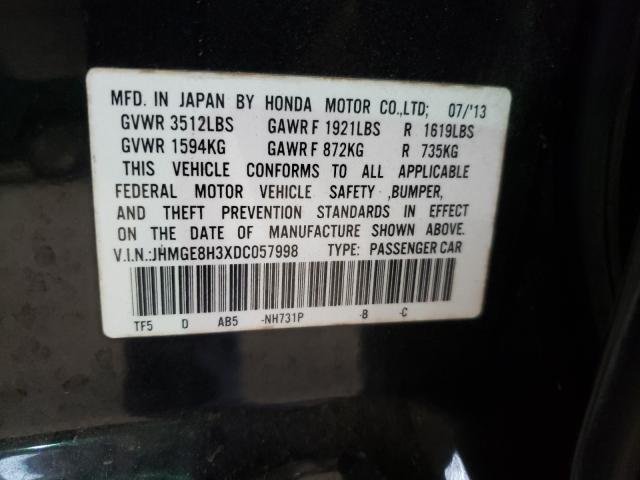 MFD. IN JAPAN BY HONDA MOTOR CO.,LTD; 07/'13
GVWR 3512LBS GAWR F 1921LBS R 1619LBS
GVWR 1594KG GAWR F 872KG R 735KG
THIS VEHICLE CONFORMS TO ALL APPLICABLE
FEDERAL MOTOR VEHICLE SAFETY ,BUMPER,
AND THEFT PREVENTION STANDARDS IN EFFECT
ON THE DATE OF MANUFACTURE SHOWN ABOVE.
V.I.N.:JHMGE8H3XDC057998 TYPE: PASSENGER CAR
TF5 D AB5 -NH731P -8 -C